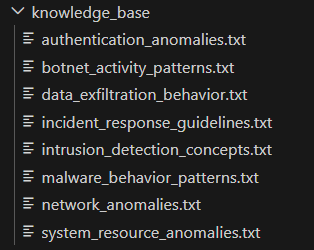 knowledge_base
authentication_anomalies.txt
botnet_activity_patterns.txt
data_exfiltration_behavior.txt
incident_response_guidelines.txt
intrusion_detection_concepts.txt
malware_behavior_patterns.txt
network_anomalies.txt
system_resource_anomalies.txt